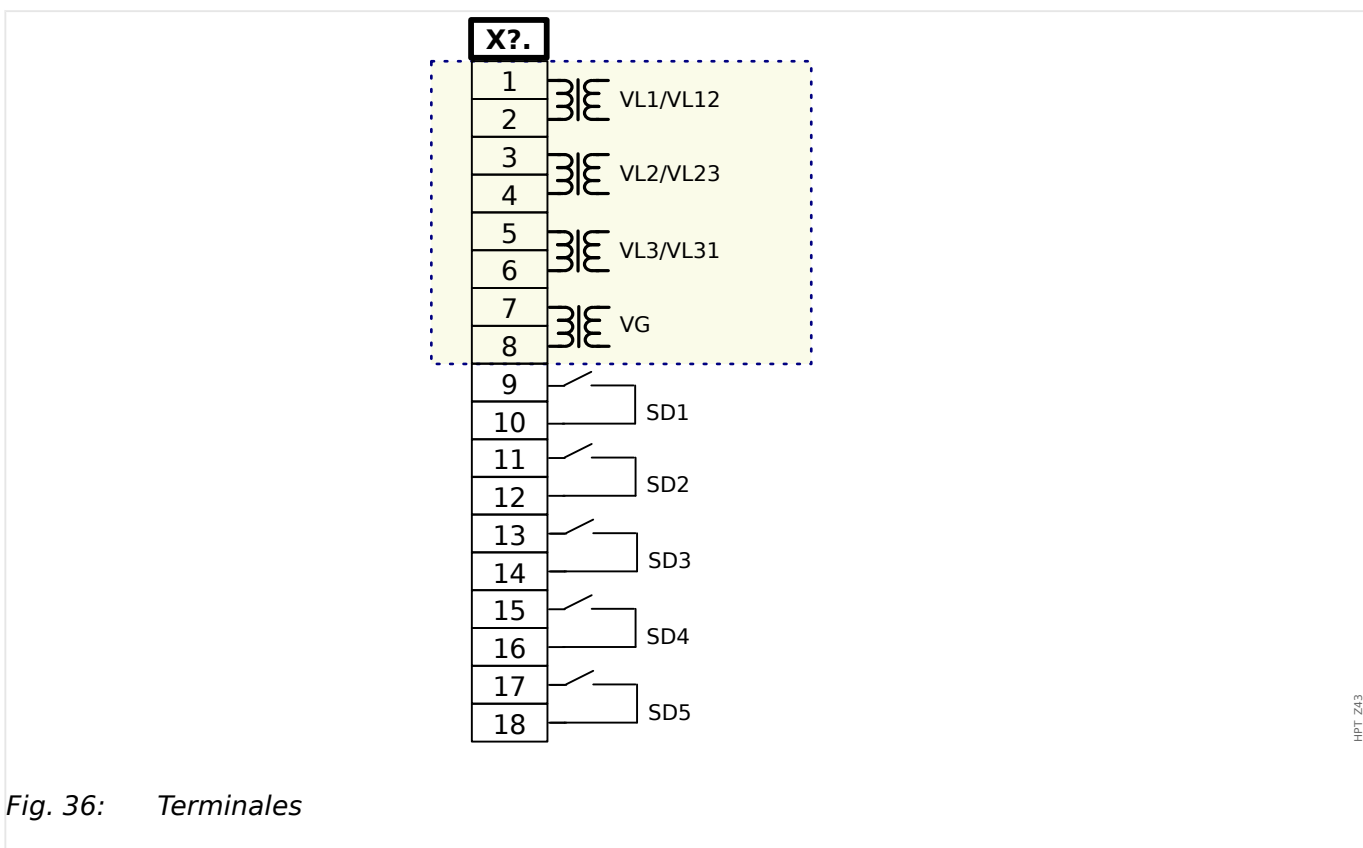 X?.
1
VL1/VL12
2
3
VL2/VL23
4
5
VL3/VL31
6
7
VG
8
9
SD1
10
11
SD2
12
13
SD3
14
15
SD4
16
17
SD5
18
HPT Z43
Fig. 36: Terminales